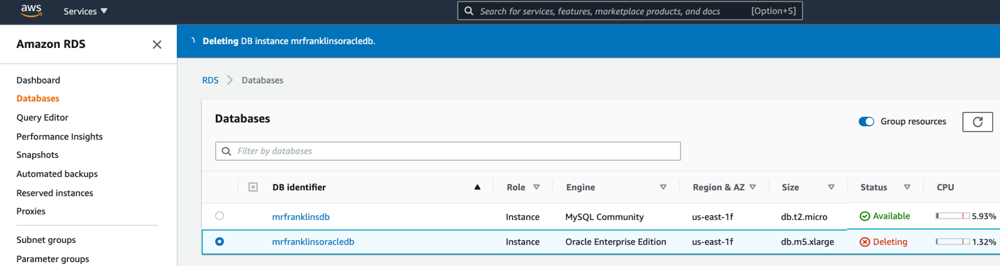 aws Services Search for services, features, marketplace products, and docs [Option+S]
Amazon RDS
Dashboard
Databases
Query Editor
Performance Insights
Snapshots
Automated backups
Reserved instances
Proxies
Subnet groups
Parameter groups
Deleting DB instance mrfranklinsoracledb.
RDS Databases
Databases
Group resources
Filter by databases
DB identifier Role Engine Region & AZ Size Status CPU
mrfranklinsdb Instance MySQL Community us-east-1f db.t2.micro Available 5.93%
mrfranklinsoracledb Instance Oracle Enterprise Edition us-east-1f db.m5.xlarge Deleting 1.32%